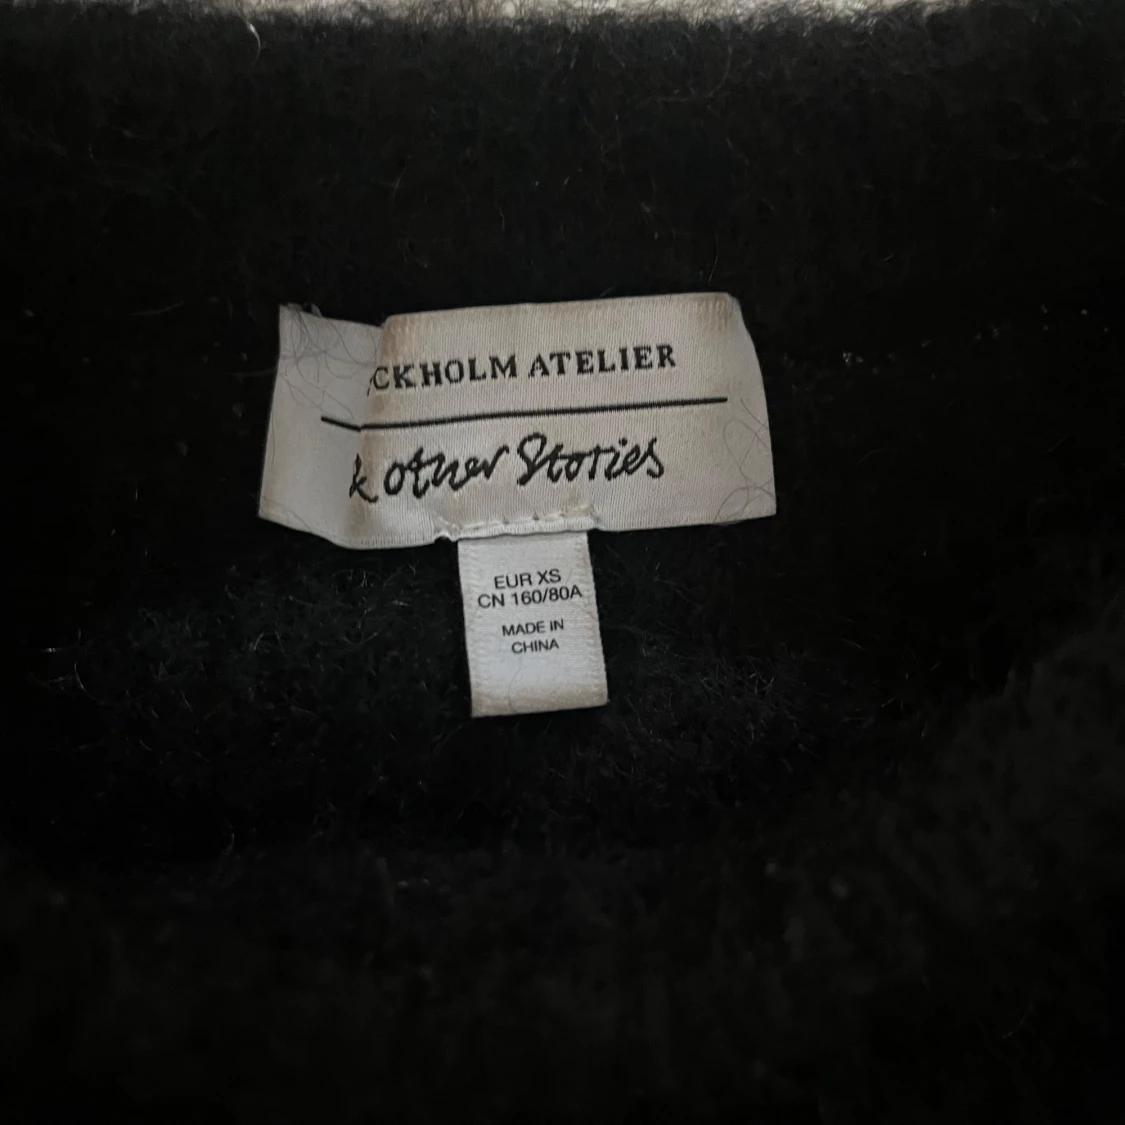 CKHOLM ATELIER
& other Stories
EUR XS
CN 160/80A
MADE IN
CHINA